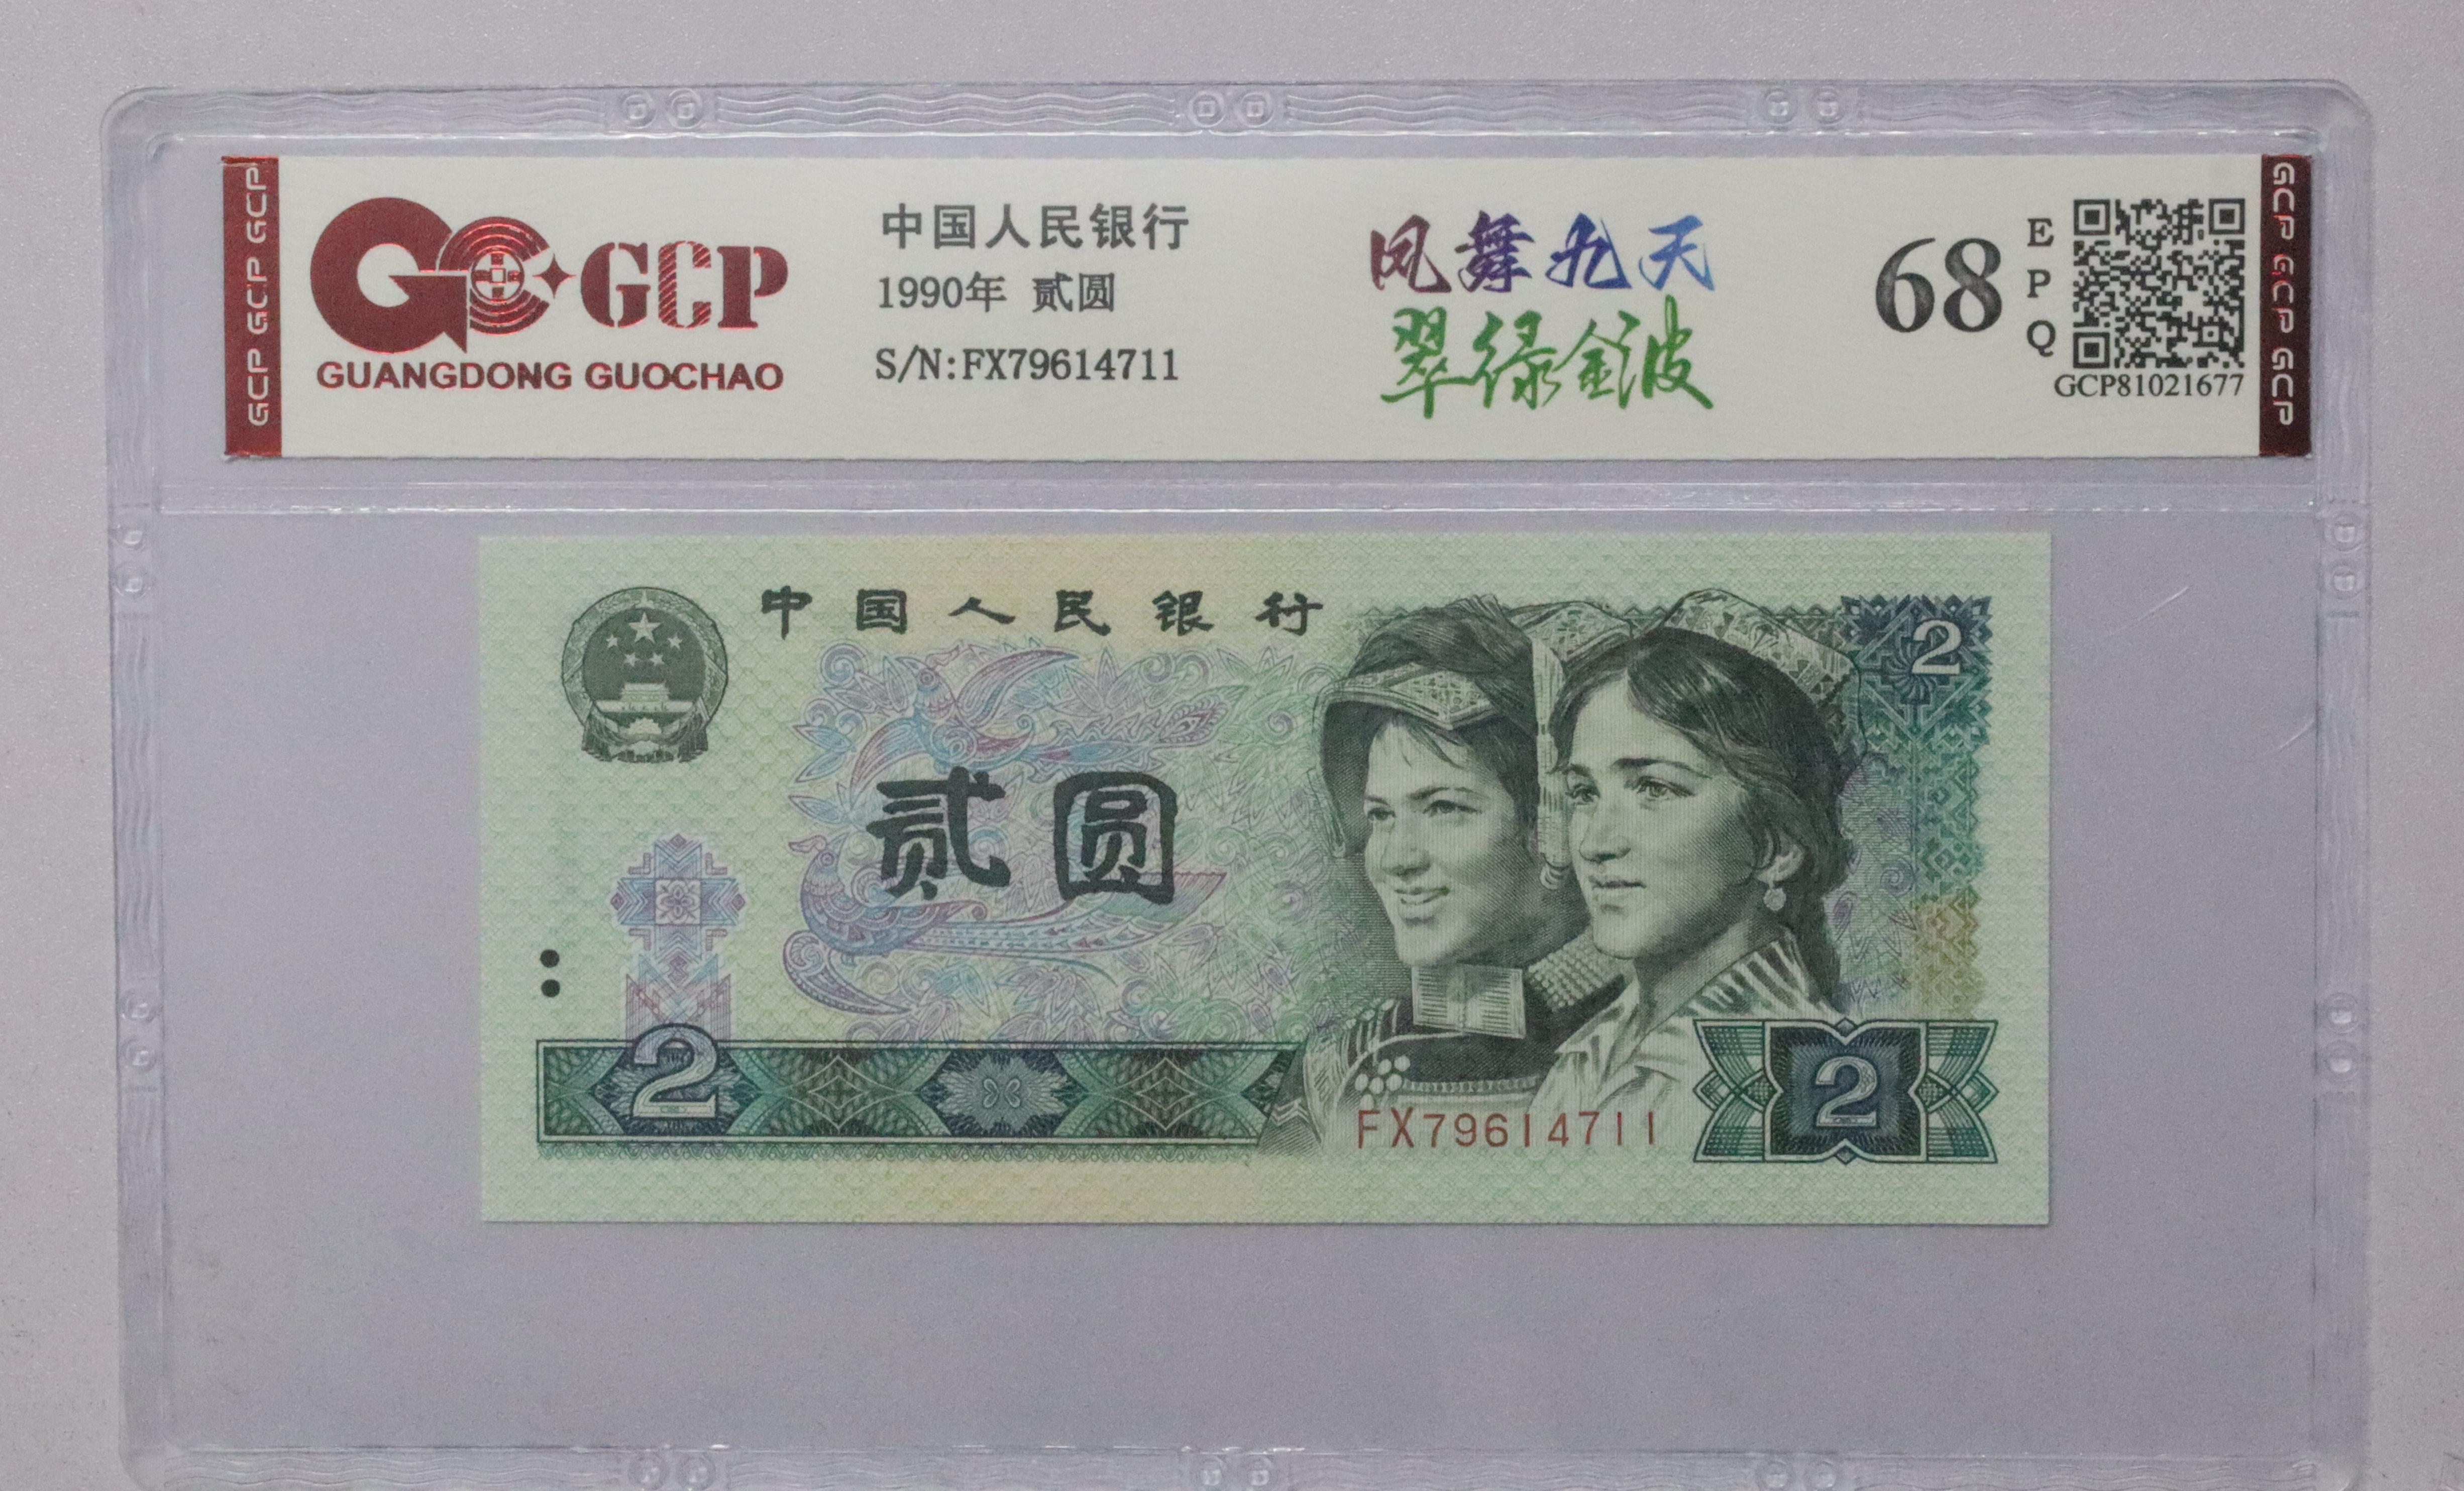 GCP GCP GCP
GCP
GUANGDONG GUOCHAO
中国人民银行
1990年 贰圆
S/N:FX79614711
凤舞九天
翠绿金波
68
EPQ
GCP81021677
GCP GCP GCP
中国人民银行
2
贰圆
2
2
FX79614711